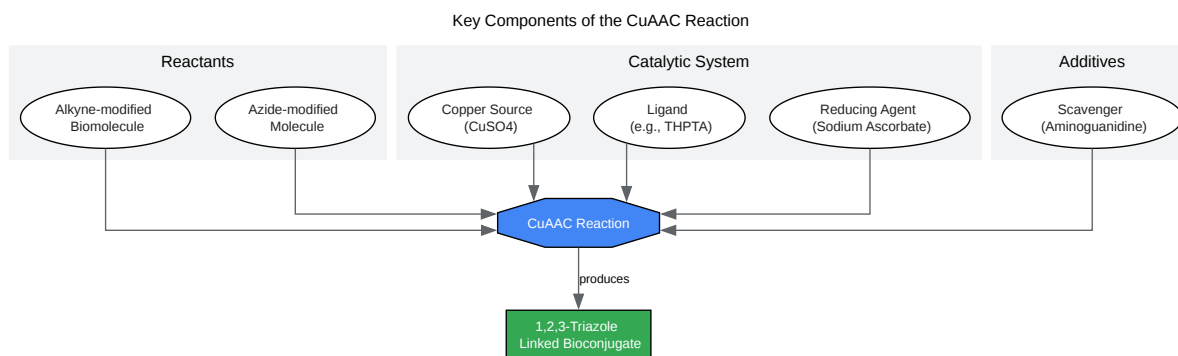 Key Components of the CuAAC Reaction
Reactants
Catalytic System
Additives
Alkyne-modified
Biomolecule
Azide-modified
Molecule
Copper Source
(CuSO4)
Ligand
(e.g., THPTA)
Reducing Agent
(Sodium Ascorbate)
Scavenger
(Aminoguanidine)
CuAAC Reaction
produces
1,2,3-Triazole
Linked Bioconjugate